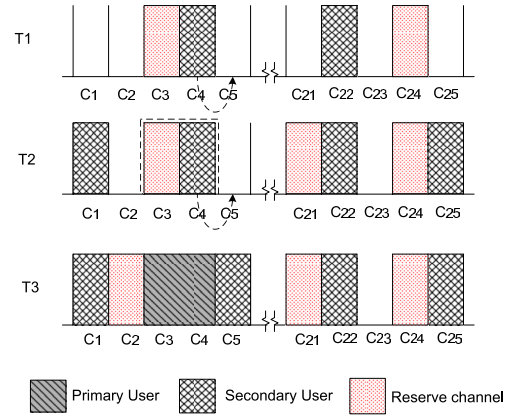 T1
C1 C2 C3 C4 C5 C21 C22 C23 C24 C25
T2
C1 C2 C3 C4 C5 C21 C22 C23 C24 C25
T3
C1 C2 C3 C4 C5 C21 C22 C23 C24 C25
Primary User Secondary User Reserve channel